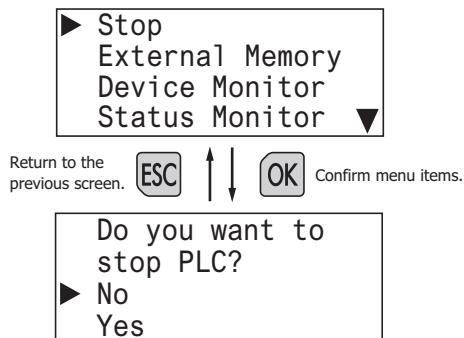 ▶ Stop
External Memory
Device Monitor
Status Monitor ▼
Return to the
previous screen.
ESC
OK
Confirm menu items.
Do you want to
stop PLC?
▶ No
Yes